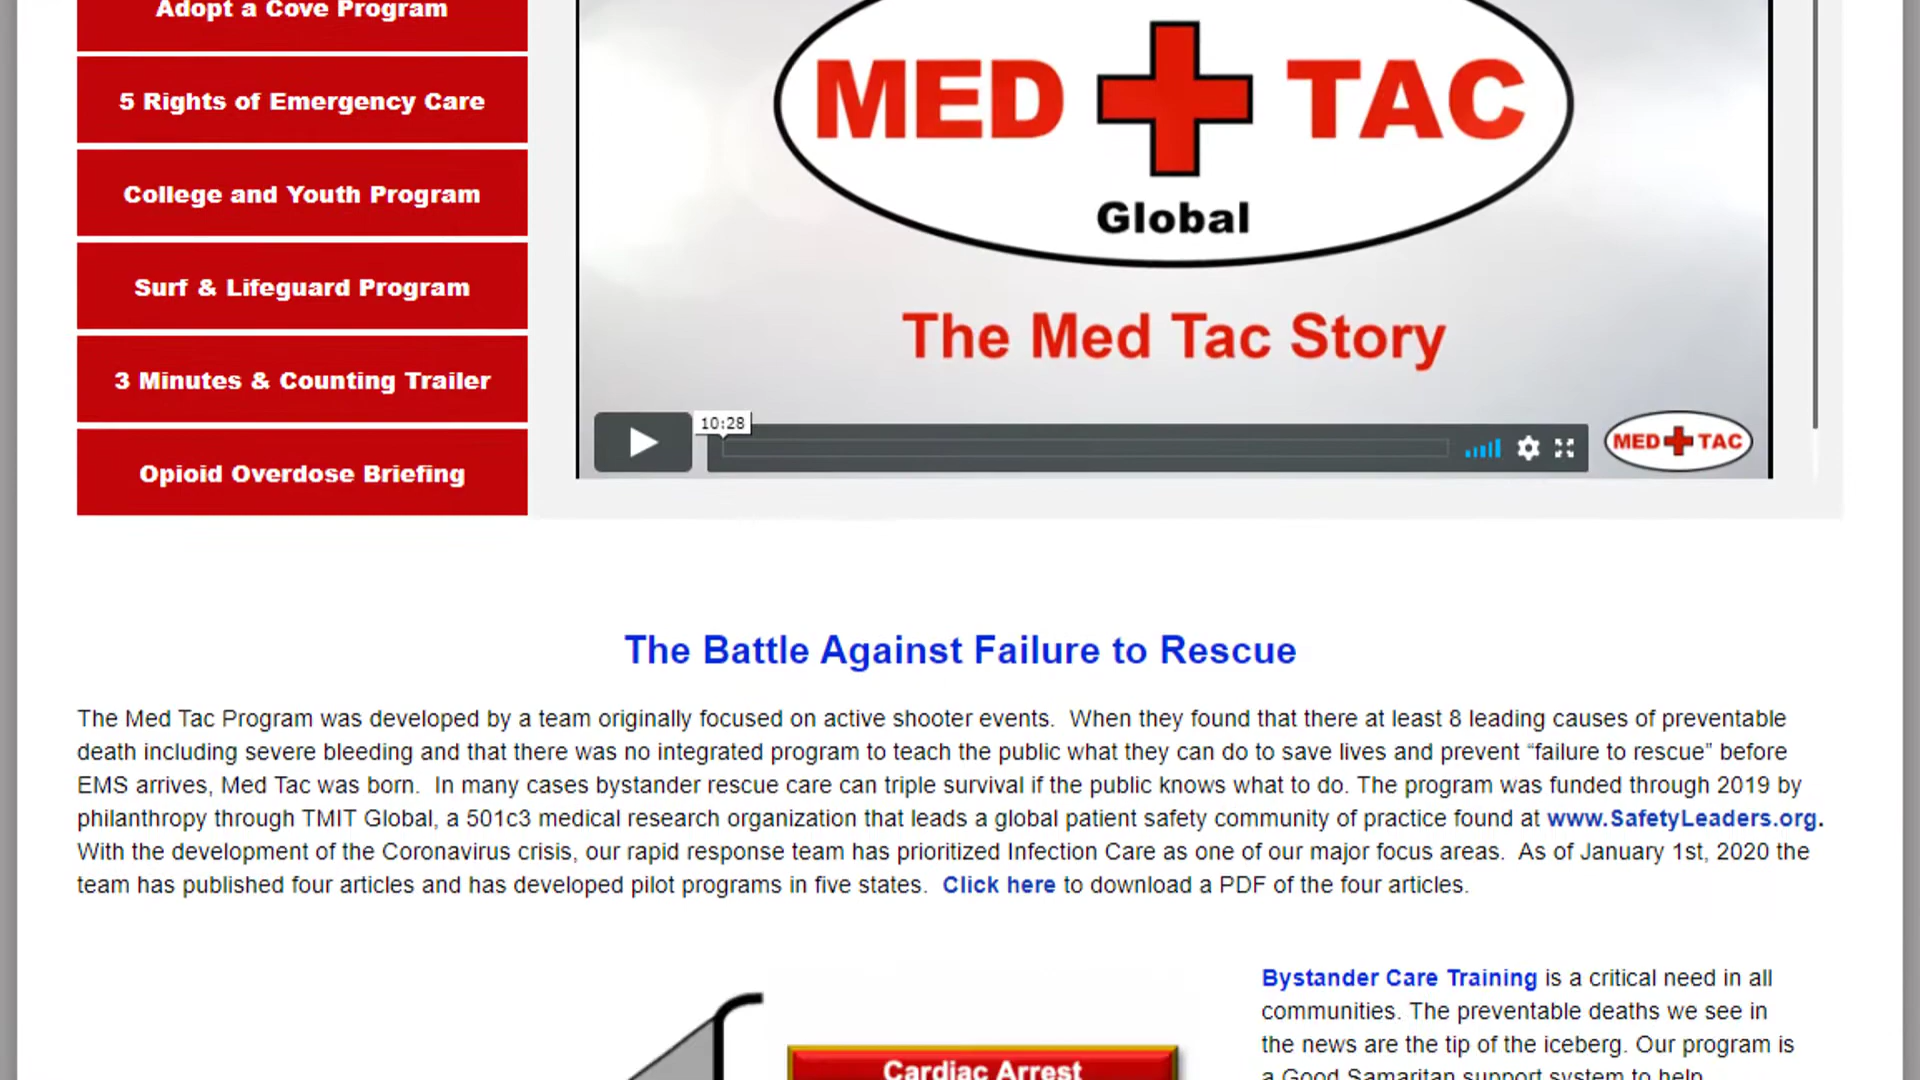 Adopt a Cove Program
5 Rights of Emergency Care
College and Youth Program
Surf & Lifeguard Program
3 Minutes & Counting Trailer
Opioid Overdose Briefing
MED TAC
Global
The Med Tac Story
10:28
MED TAC
The Battle Against Failure to Rescue
The Med Tac Program was developed by a team originally focused on active shooter events.  When they found that there at least 8 leading causes of preventable
death including severe bleeding and that there was no integrated program to teach the public what they can do to save lives and prevent “failure to rescue” before
EMS arrives, Med Tac was born.  In many cases bystander rescue care can triple survival if the public knows what to do. The program was funded through 2019 by
philanthropy through TMIT Global, a 501c3 medical research organization that leads a global patient safety community of practice found at www.SafetyLeaders.org.
With the development of the Coronavirus crisis, our rapid response team has prioritized Infection Care as one of our major focus areas.  As of January 1st, 2020 the
team has published four articles and has developed pilot programs in five states.  Click here to download a PDF of the four articles.
Bystander Care Training is a critical need in all
communities. The preventable deaths we see in
the news are the tip of the iceberg. Our program is
a Good Samaritan support system to help
Cardiac Arrest